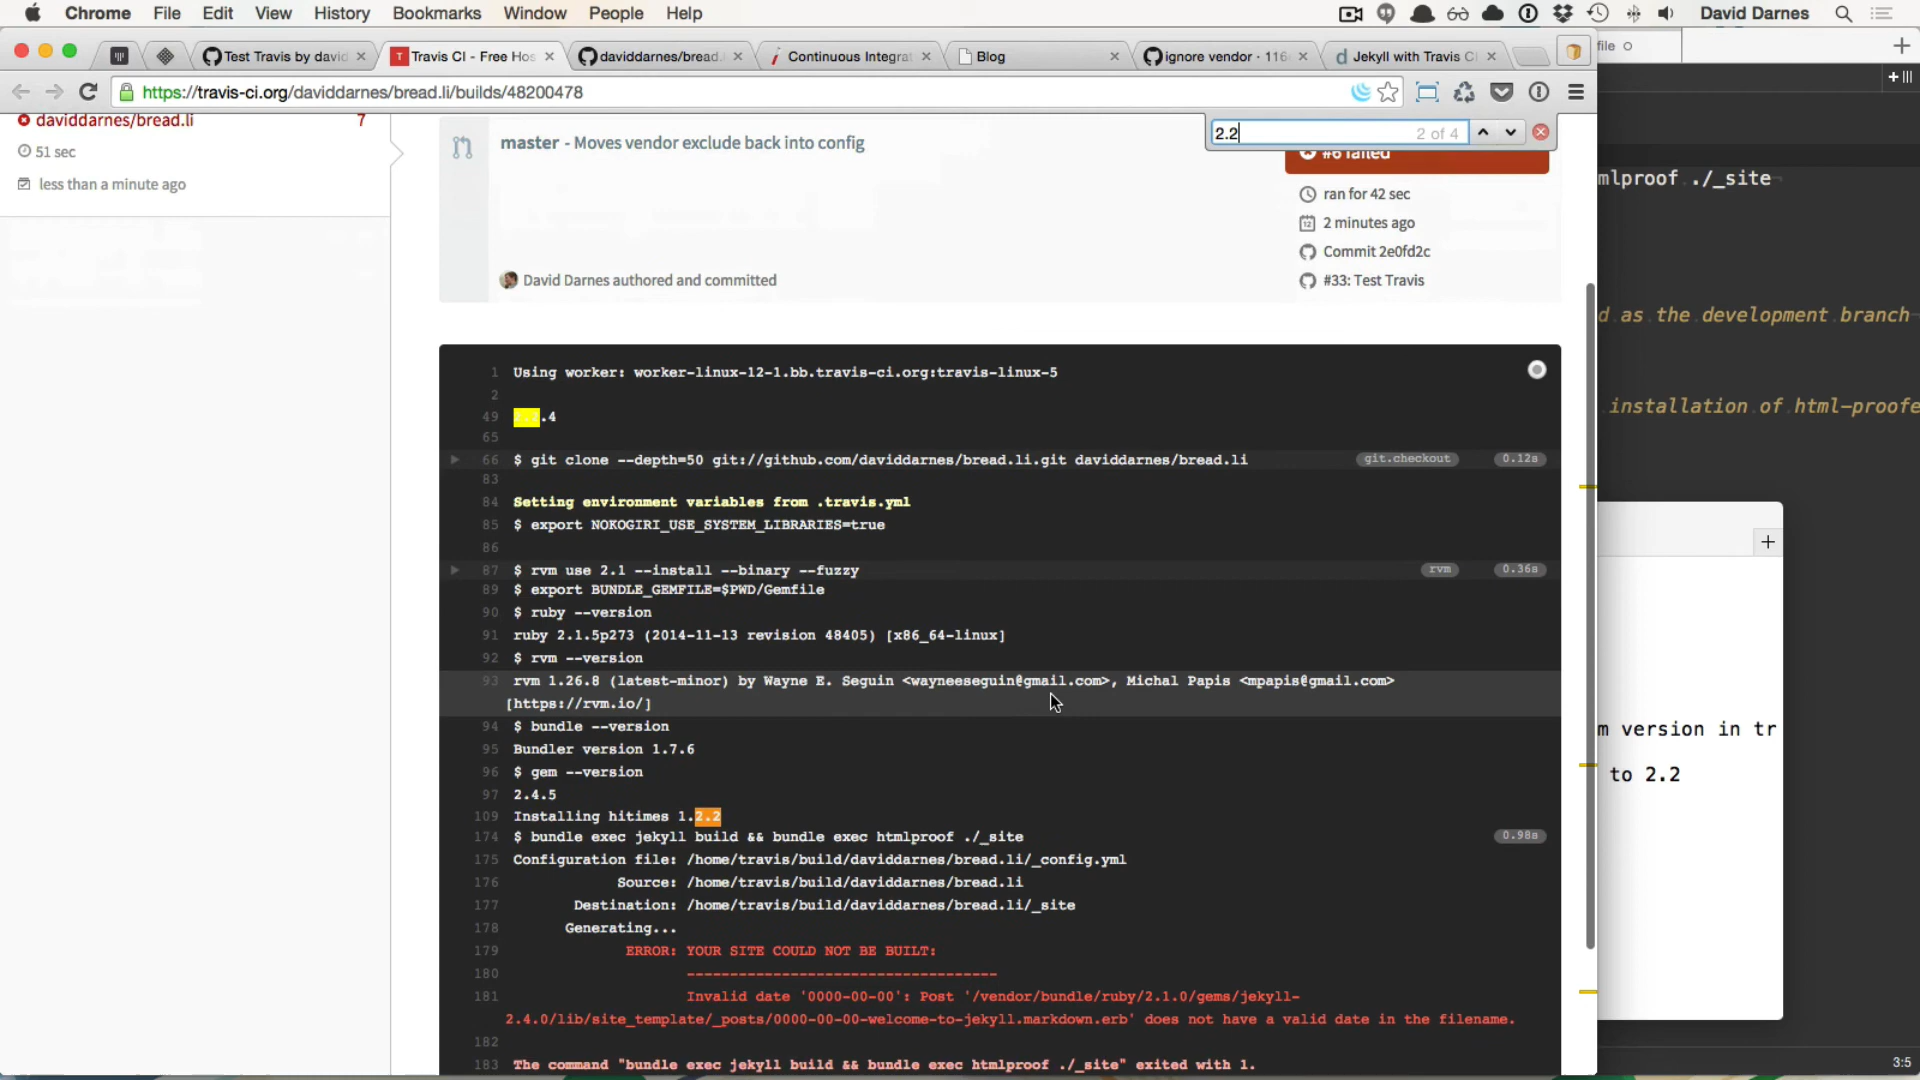 Chrome File Edit View History Bookmarks Window People Help David Darnes
Test Travis by david
Travis CI - Free Hos
daviddarnes/bread.
Continuous Integrat
Blog
ignore vendor · 116
Jekyll with Travis C
file
https://travis-ci.org/daviddarnes/bread.li/builds/48200478
2.2 2 of 4
daviddarnes/bread.li 7
51 sec
less than a minute ago
master - Moves vendor exclude back into config
David Darnes authored and committed
#6 failed
ran for 42 sec
2 minutes ago
Commit 2e0fd2c
#33: Test Travis
1 Using worker: worker-linux-12-1.bb.travis-ci.org:travis-linux-5
2
49 .4
65
66 $ git clone --depth=50 git://github.com/daviddarnes/bread.li.git daviddarnes/bread.li git.checkout 0.12s
83
84 Setting environment variables from .travis.yml
85 $ export NOKOGIRI_USE_SYSTEM_LIBRARIES=true
86
87 $ rvm use 2.1 --install --binary --fuzzy rvm 0.36s
89 $ export BUNDLE_GEMFILE=$PWD/Gemfile
90 $ ruby --version
91 ruby 2.1.5p273 (2014-11-13 revision 48405) [x86_64-linux]
92 $ rvm --version
93 rvm 1.26.8 (latest-minor) by Wayne E. Seguin <wayneeseguin@gmail.com>, Michal Papis <mpapis@gmail.com>
[https://rvm.io/]
94 $ bundle --version
95 Bundler version 1.7.6
96 $ gem --version
97 2.4.5
109 Installing hitimes 1.2.2
174 $ bundle exec jekyll build && bundle exec htmlproof ./_site 0.98s
175 Configuration file: /home/travis/build/daviddarnes/bread.li/_config.yml
176 Source: /home/travis/build/daviddarnes/bread.li
177 Destination: /home/travis/build/daviddarnes/bread.li/_site
178 Generating...
179 ERROR: YOUR SITE COULD NOT BE BUILT:
180 ------------------------------------
181 Invalid date '0000-00-00': Post '/vendor/bundle/ruby/2.1.0/gems/jekyll-
2.4.0/lib/site_template/_posts/0000-00-00-welcome-to-jekyll.markdown.erb' does not have a valid date in the filename.
182
183 The command "bundle exec jekyll build && bundle exec htmlproof ./_site" exited with 1.
mlproof ./_site
d as the development branch
installation of html-proofe
m version in tr
to 2.2
3:5